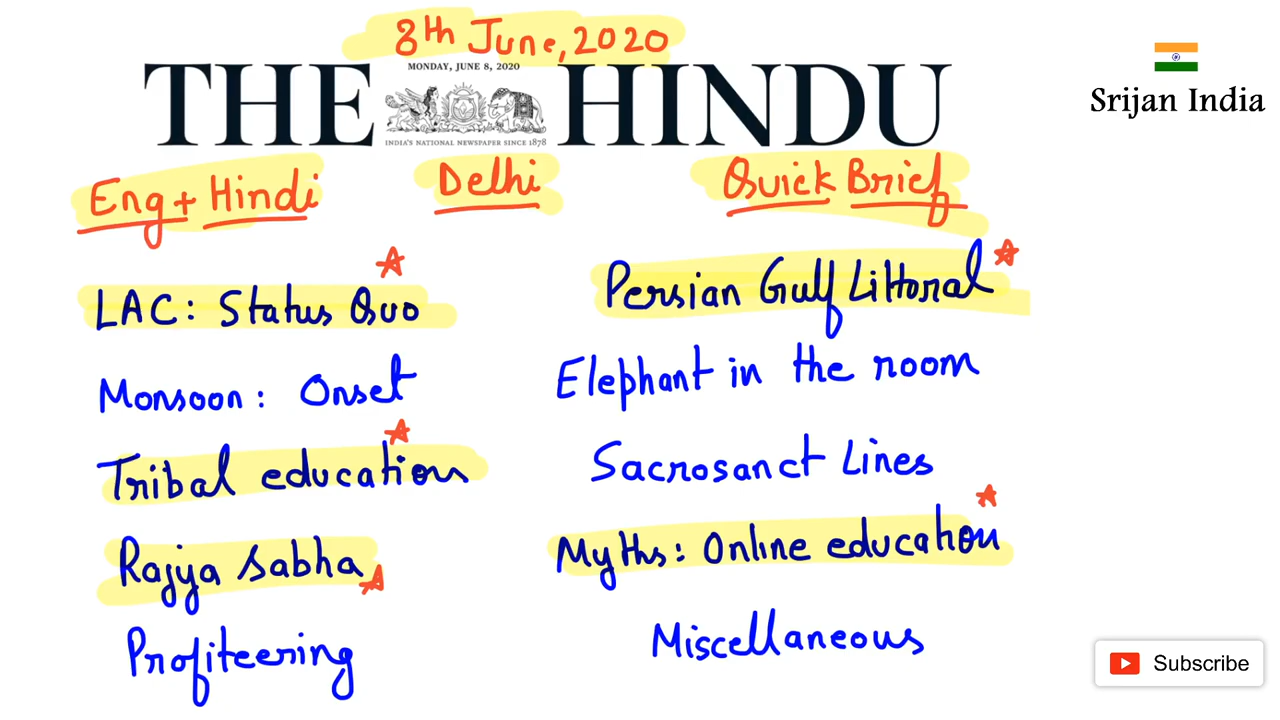 8th June, 2020
MONDAY, JUNE 8, 2020
THE HINDU
INDIA'S NATIONAL NEWSPAPER SINCE 1878
Srijan India
Eng + Hindi
Delhi
Quick Brief
LAC: Status Quo
Monsoon: Onset
Tribal education
Rajya Sabha
Profiteering
Persian Gulf Littoral
Elephant in the room
Sacrosanct Lines
Myths: Online education
Miscellaneous
Subscribe